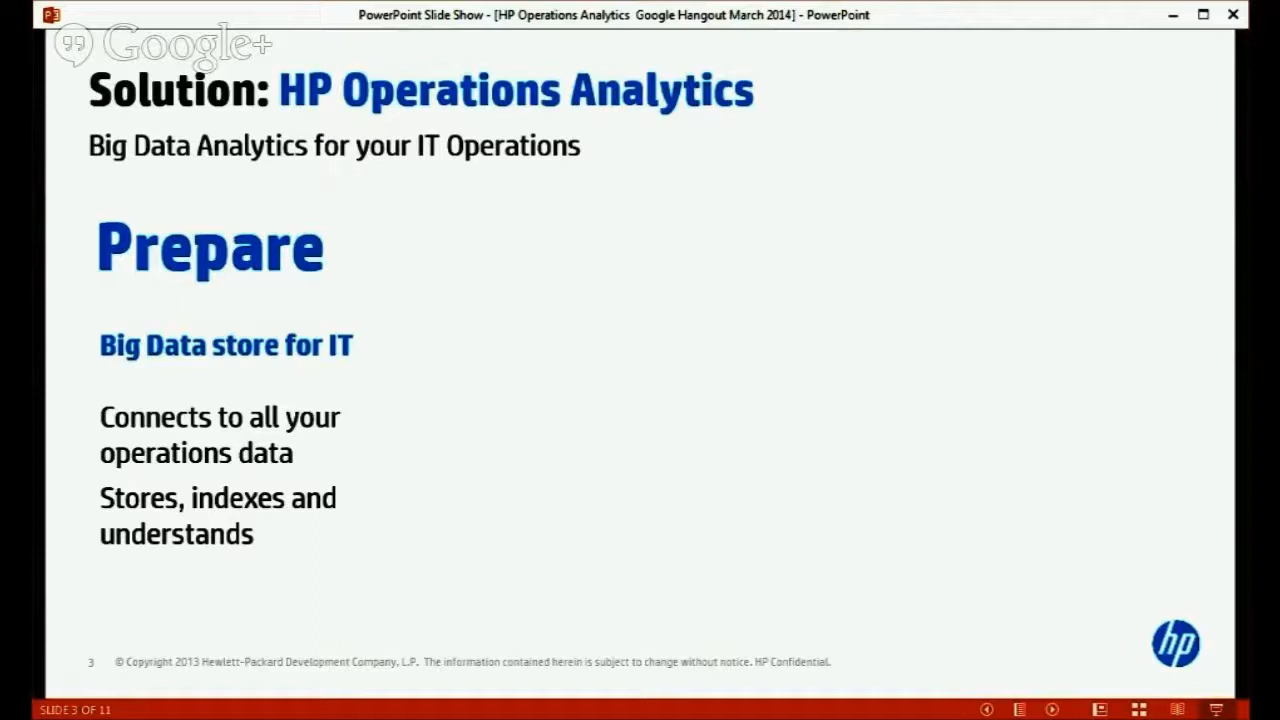 PowerPoint Slide Show - [HP Operations Analytics Google Hangout March 2014] - PowerPoint
Google+
Solution: HP Operations Analytics
Big Data Analytics for your IT Operations
Prepare
Big Data store for IT
Connects to all your
operations data
Stores, indexes and
understands
3 © Copyright 2013 Hewlett-Packard Development Company, L.P. The information contained herein is subject to change without notice. HP Confidential.
hp
SLIDE 3 OF 11